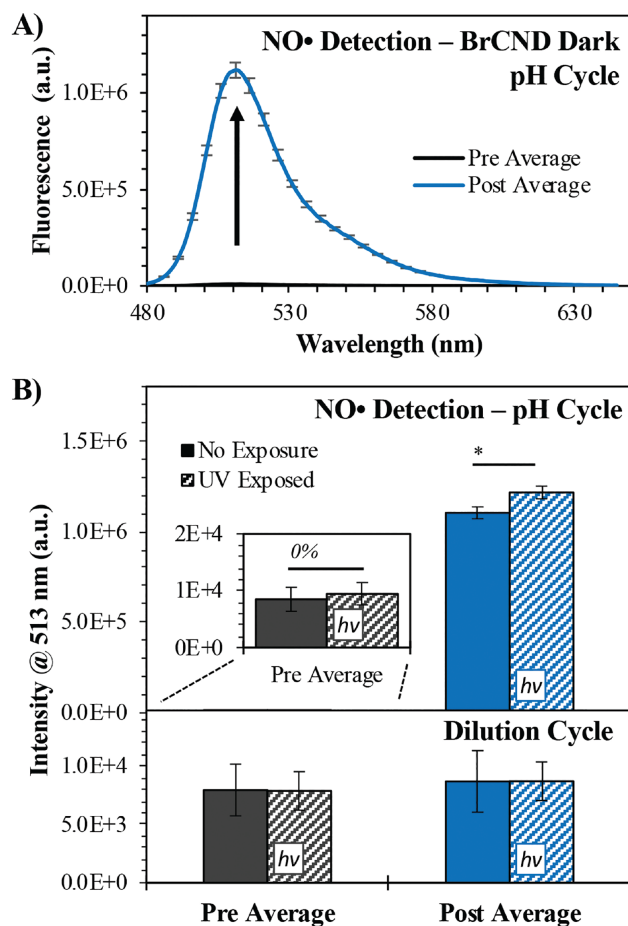 A)
NO• Detection – BrCND Dark
pH Cycle
Fluorescence (a.u.)
1.0E+6
5.0E+5
0.0E+0
Pre Average
Post Average
480
530
580
630
Wavelength (nm)
B)
NO• Detection – pH Cycle
Intensity @ 513 nm (a.u.)
1.5E+6
1.0E+6
5.0E+5
0.0E+0
No Exposure
UV Exposed
*
2E+4
1E+4
0E+0
0%
hv
Pre Average
hv
Dilution Cycle
1.0E+4
5.0E+3
0.0E+0
hv
hv
Pre Average
Post Average